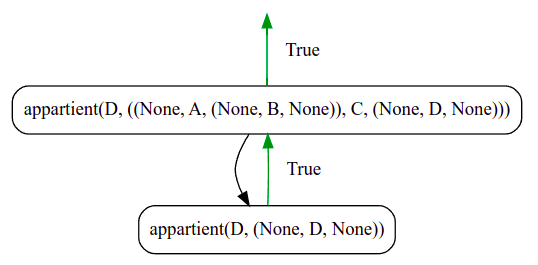 True
appartient(D, ((None, A, (None, B, None)), C, (None, D, None)))
True
appartient(D, (None, D, None))